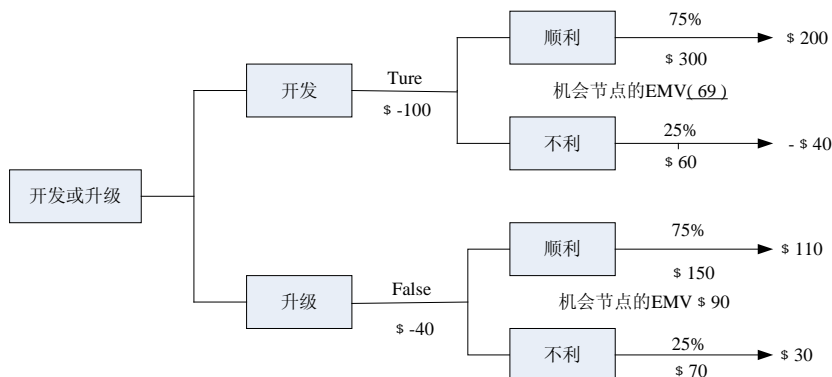 75%
顺利
$ 200
$ 300
开发
Ture
机会节点的EMV( 69 )
$ -100
25%
不利
- $ 40
$ 60
开发或升级
75%
顺利
$ 110
$ 150
升级
False
机会节点的EMV $ 90
$ -40
25%
不利
$ 30
$ 70